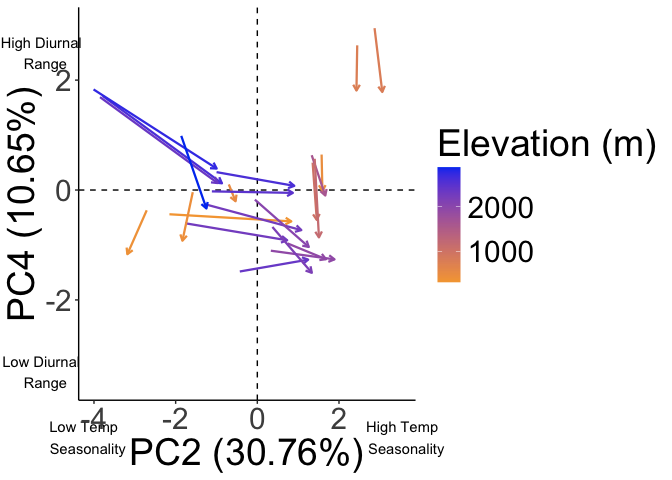 High Diurnal
Range
2
0
-2
Low Diurnal
Range
PC4 (10.65%)
-4
-2
0
2
Low Temp
Seasonality
PC2 (30.76%)
High Temp
Seasonality
Elevation (m)
2000
1000